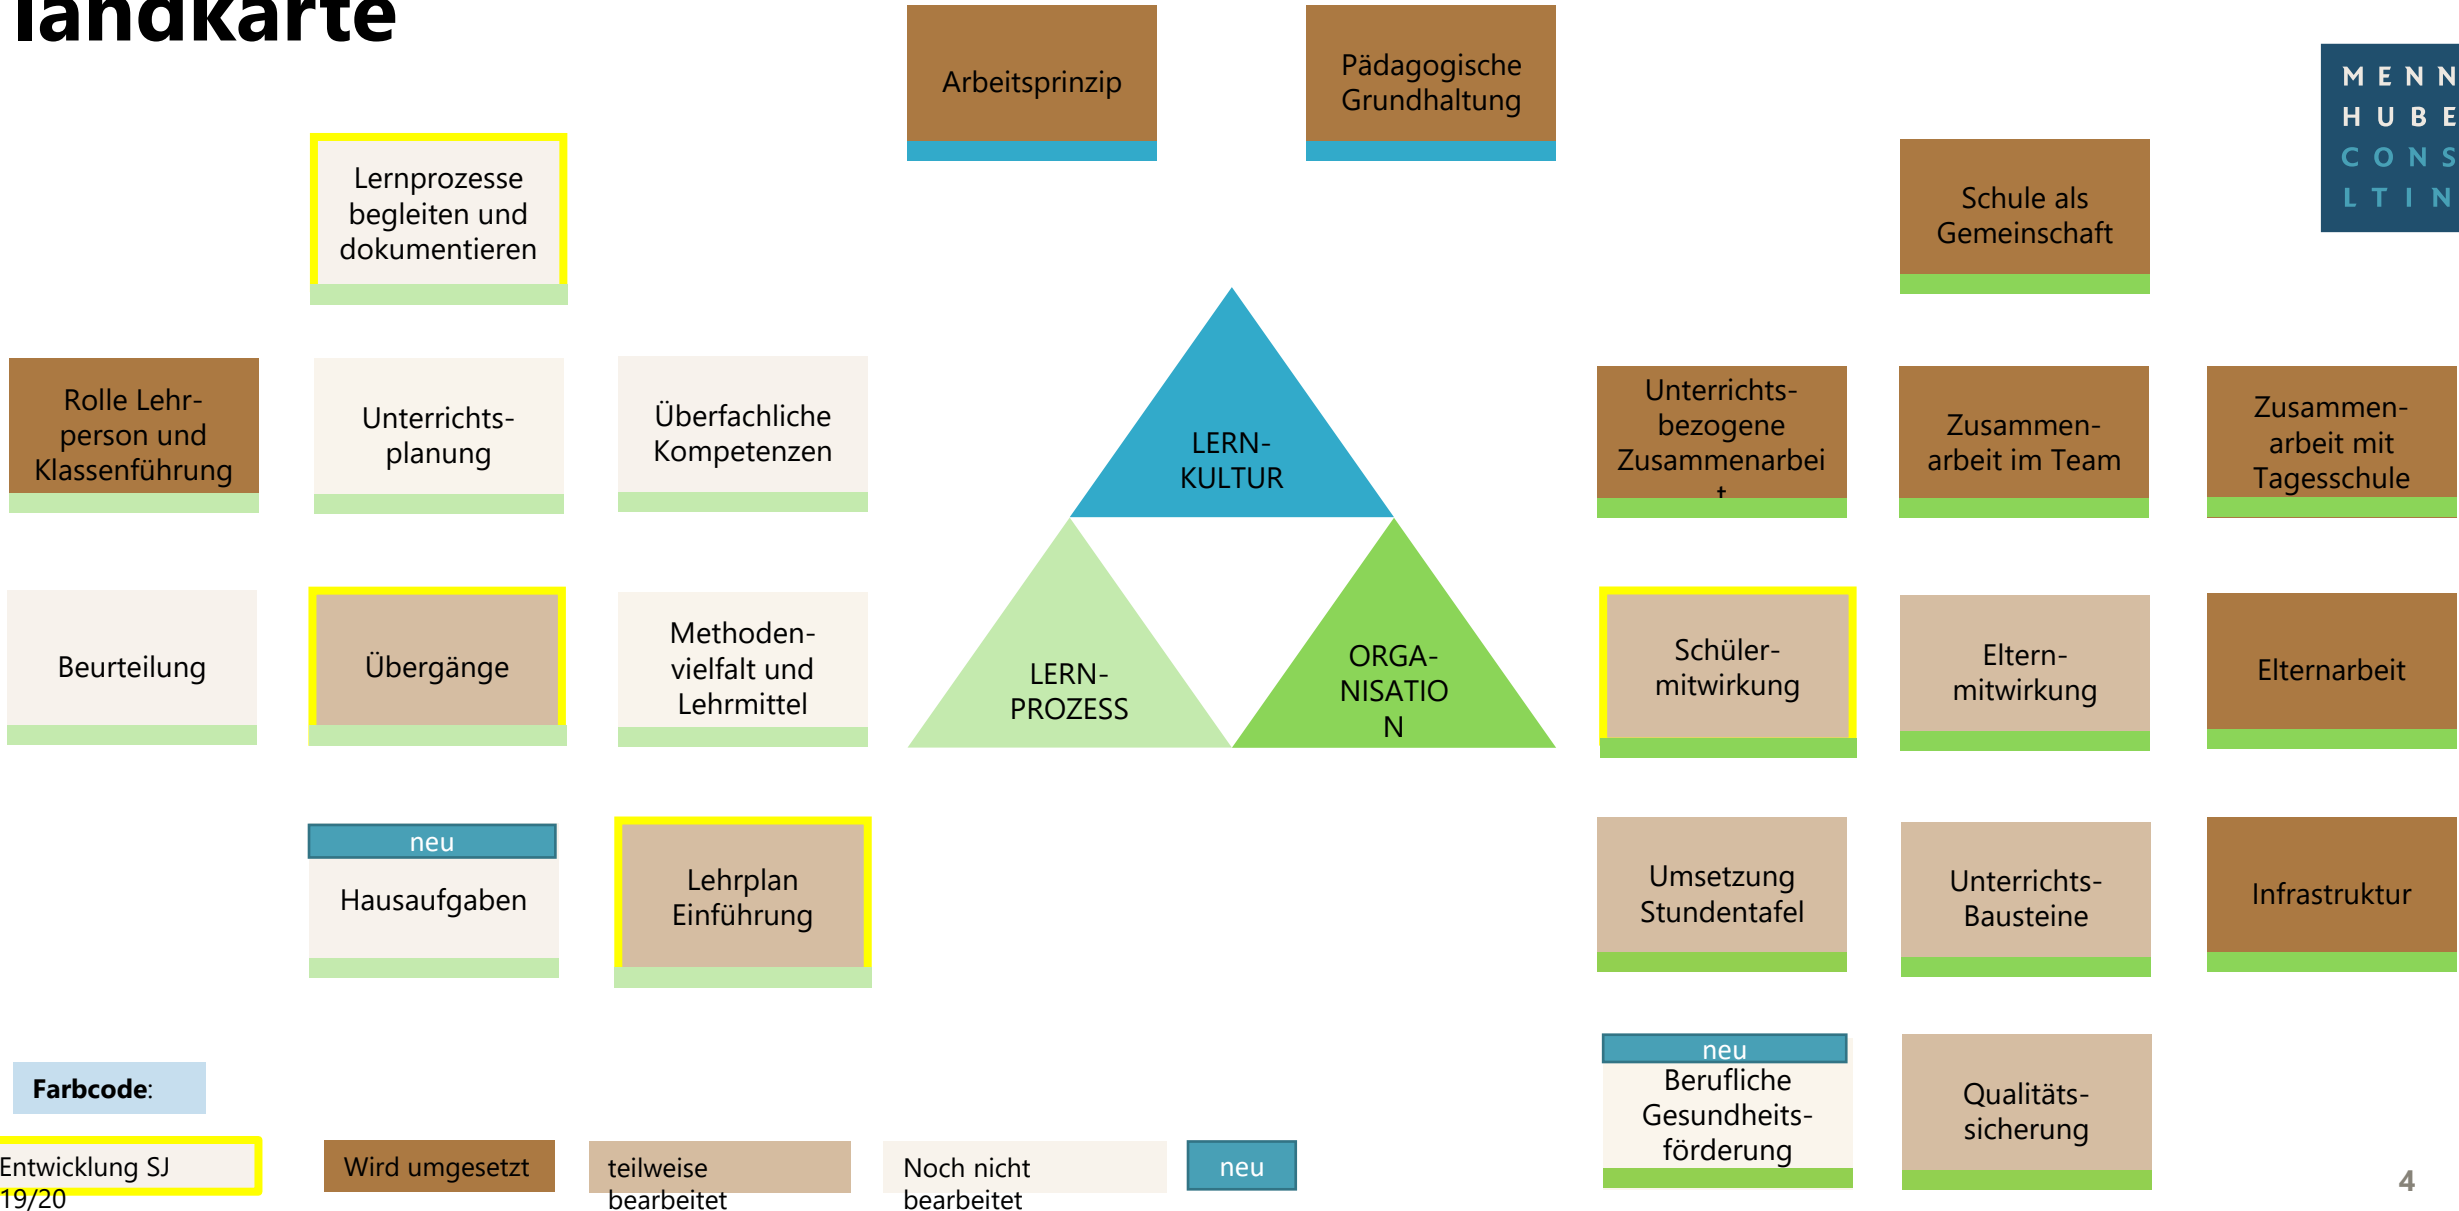 landkarte
Arbeitsprinzip
Pädagogische
Grundhaltung
MENN
HUBE
CONS
LTIN
Lernprozesse
begleiten und
dokumentieren
Schule als
Gemeinschaft
Rolle Lehr-
person und
Klassenführung
Unterrichts-
planung
Überfachliche
Kompetenzen
LERN-
KULTUR
Unterrichts-
bezogene
Zusammenarbei
t
Zusammen-
arbeit im Team
Zusammen-
arbeit mit
Tagesschule
Beurteilung
Übergänge
Methoden-
vielfalt und
Lehrmittel
LERN-
PROZESS
ORGA-
NISATIO
N
Schüler-
mitwirkung
Eltern-
mitwirkung
Elternarbeit
neu
Hausaufgaben
Lehrplan
Einführung
Umsetzung
Stundentafel
Unterrichts-
Bausteine
Infrastruktur
neu
Berufliche
Gesundheits-
förderung
Qualitäts-
sicherung
Farbcode:
Entwicklung SJ
19/20
Wird umgesetzt
teilweise
bearbeitet
Noch nicht
bearbeitet
neu
4